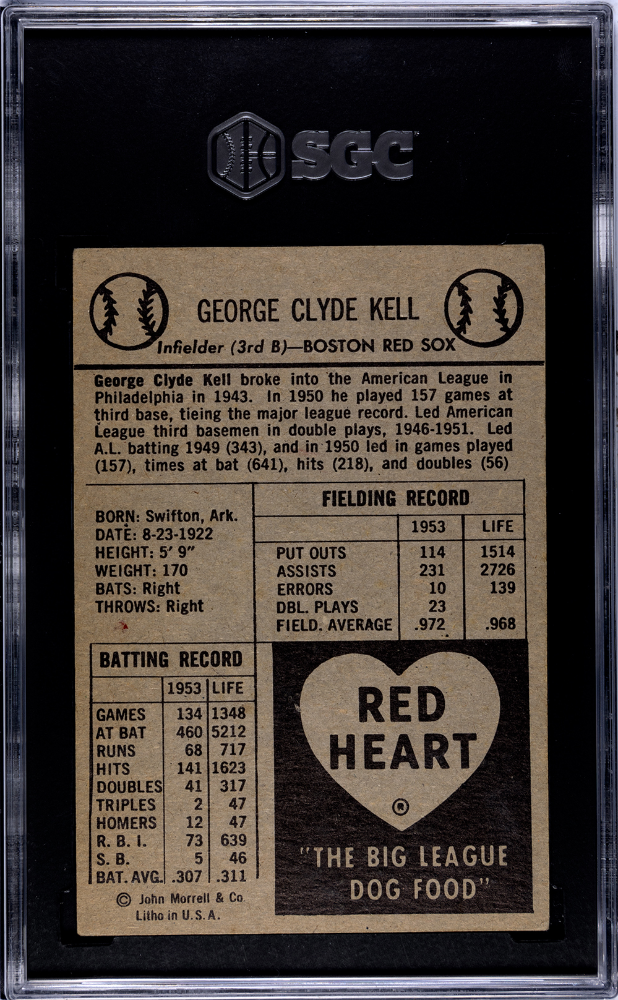 SGC
GEORGE CLYDE KELL
Infielder (3rd B)—BOSTON RED SOX
George Clyde Kell broke into the American League in
Philadelphia in 1943. In 1950 he played 157 games at
third base, tieing the major league record. Led American
League third basemen in double plays, 1946-1951. Led
A.L. batting 1949 (343), and in 1950 led in games played
(157), times at bat (641), hits (218), and doubles (56)
BORN: Swifton, Ark.
DATE: 8-23-1922
HEIGHT: 5' 9"
WEIGHT: 170
BATS: Right
THROWS: Right
FIELDING RECORD
1953 LIFE
PUT OUTS 114 1514
ASSISTS 231 2726
ERRORS 10 139
DBL. PLAYS 23
FIELD. AVERAGE .972 .968
BATTING RECORD
1953 LIFE
GAMES 134 1348
AT BAT 460 5212
RUNS 68 717
HITS 141 1623
DOUBLES 41 317
TRIPLES 2 47
HOMERS 12 47
R. B. I. 73 639
S. B. 5 46
BAT. AVG. .307 .311
© John Morrell & Co
Litho in U.S.A.
RED
HEART
®
"THE BIG LEAGUE
DOG FOOD"